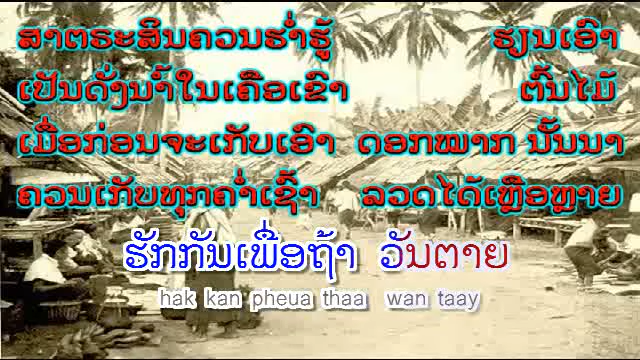 ສາຕຣະສິນຄວນຮ່ຳຮູ້ ຮຽນເອົາ
ເປັນດັ່ງນ້ຳໃນເຄືອເຂົາ ຕົ້ນໄມ້
ເມື່ອກ່ອນຈະເກັບເອົາ ດອກໝາກ ນັ້ນນາ
ຄວນເກັບທຸກຄ່ຳເຊົ້າ ລວດໄດ້ເຫຼືອຫຼາຍ
ຮັກກັນເພື່ອຖ້າ ວັນຕາຍ
hak kan pheua thaa wan taay